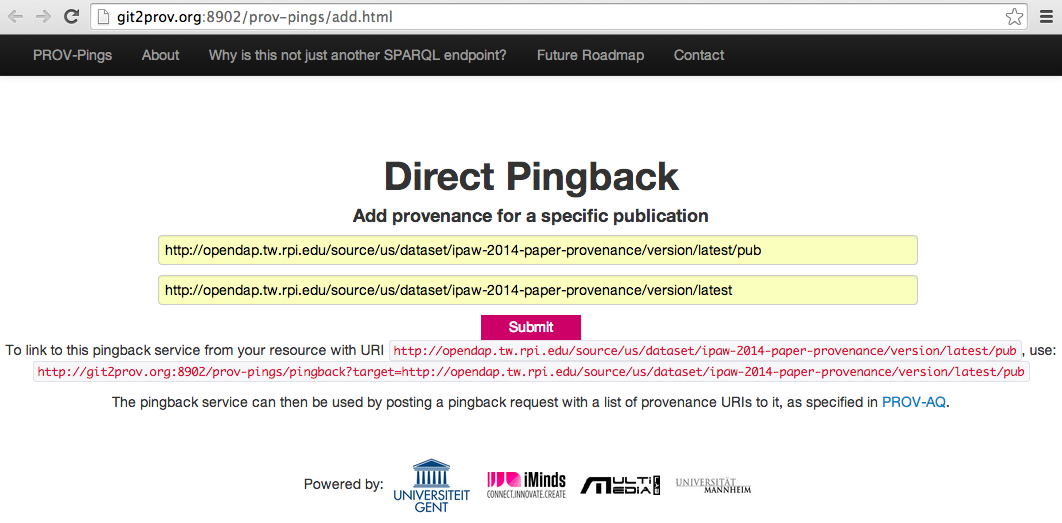 git2prov.org:8902/prov-pings/add.html
PROV-Pings About Why is this not just another SPARQL endpoint? Future Roadmap Contact
Direct Pingback
Add provenance for a specific publication
http://opendap.tw.rpi.edu/source/us/dataset/ipaw-2014-paper-provenance/version/latest/pub
http://opendap.tw.rpi.edu/source/us/dataset/ipaw-2014-paper-provenance/version/latest
Submit
To link to this pingback service from your resource with URI http://opendap.tw.rpi.edu/source/us/dataset/ipaw-2014-paper-provenance/version/latest/pub, use:
http://git2prov.org:8902/prov-pings/pingback?target=http://opendap.tw.rpi.edu/source/us/dataset/ipaw-2014-paper-provenance/version/latest/pub
The pingback service can then be used by posting a pingback request with a list of provenance URIs to it, as specified in PROV-AQ.
Powered by:
UNIVERSITEIT
GENT
iMinds
CONNECT.INNOVATE.CREATE
MULTI
MEDIA
UNIVERSITÄT
MANNHEIM